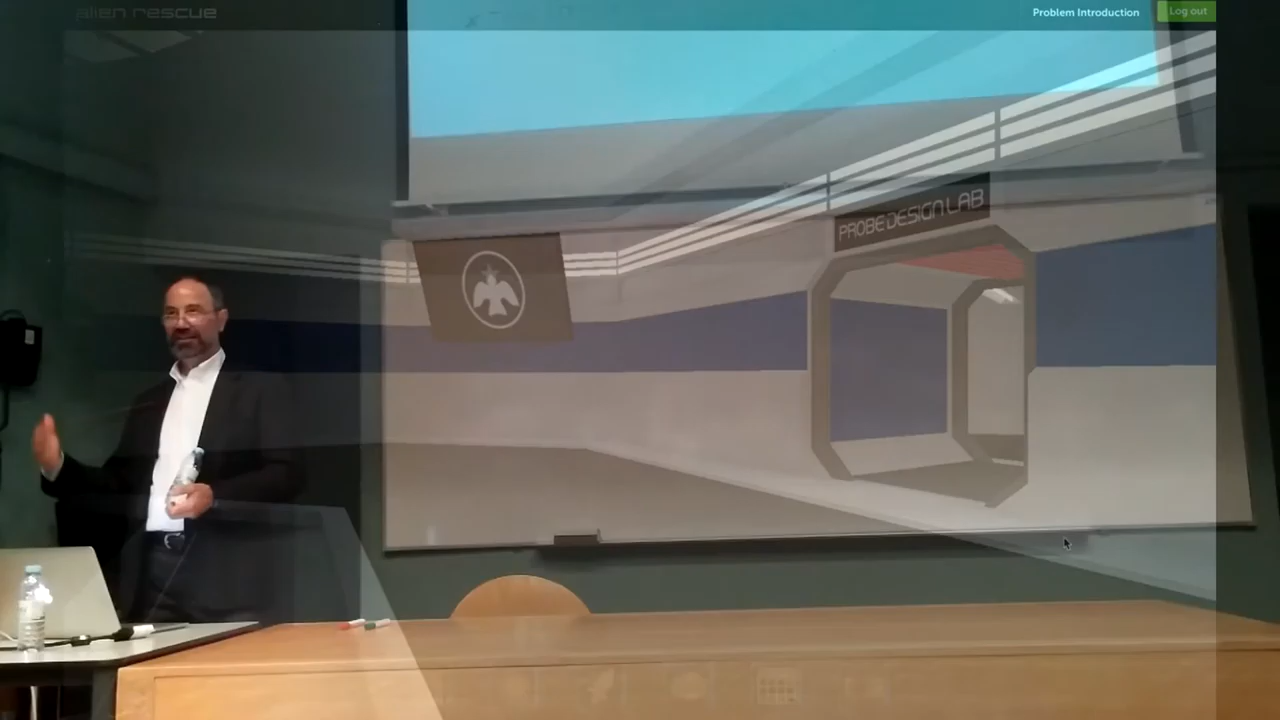 alien rescue
Problem Introduction
Log out
PROBE DESIGN LAB